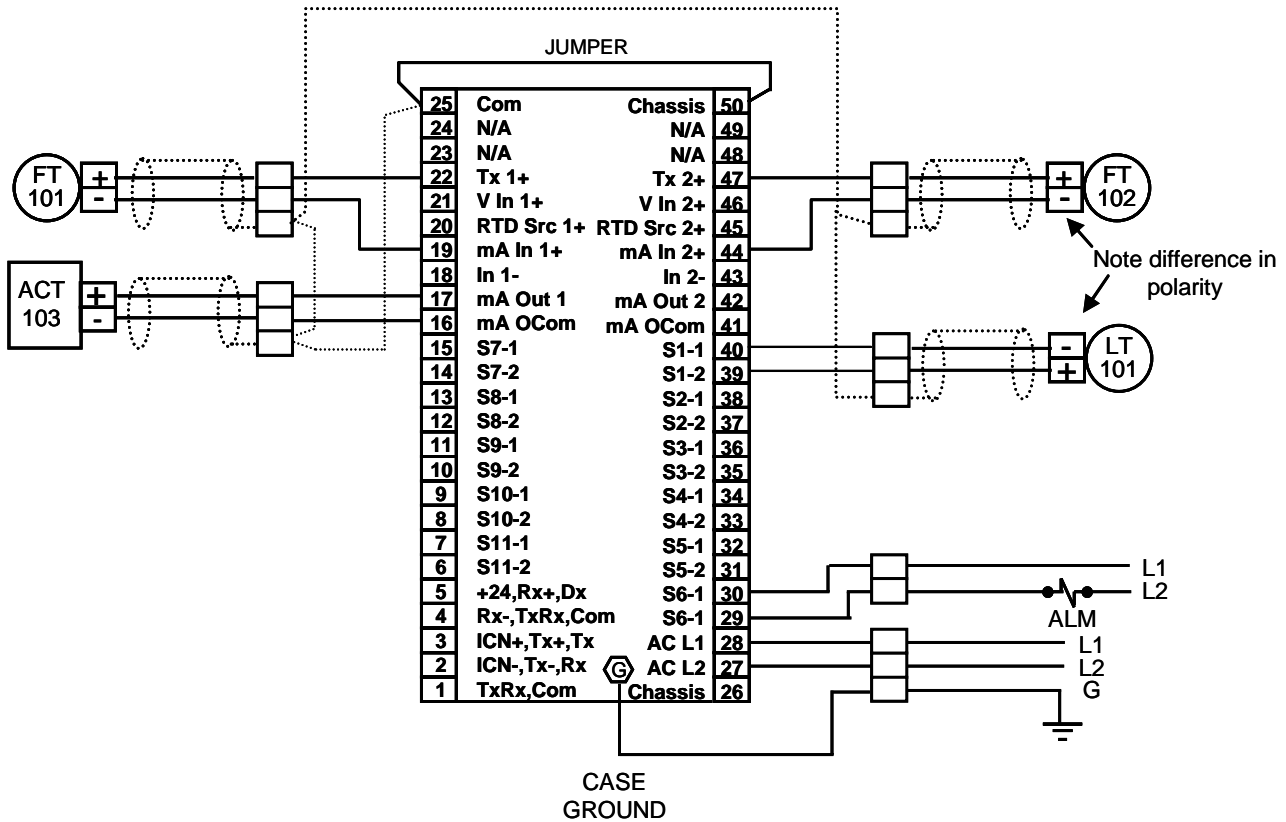 JUMPER
25 Com Chassis 50
24 N/A N/A 49
23 N/A N/A 48
22 Tx 1+ Tx 2+ 47
21 V In 1+ V In 2+ 46
20 RTD Src 1+ RTD Src 2+ 45
19 mA In 1+ mA In 2+ 44
18 In 1- In 2- 43
17 mA Out 1 mA Out 2 42
16 mA OCom mA OCom 41
15 S7-1 S1-1 40
14 S7-2 S1-2 39
13 S8-1 S2-1 38
12 S8-2 S2-2 37
11 S9-1 S3-1 36
10 S9-2 S3-2 35
9 S10-1 S4-1 34
8 S10-2 S4-2 33
7 S11-1 S5-1 32
6 S11-2 S5-2 31
5 +24,Rx+,Dx S6-1 30
4 Rx-,TxRx,Com S6-1 29
3 ICN+,Tx+,Tx AC L1 28
2 ICN-,Tx-,Rx G AC L2 27
1 TxRx,Com Chassis 26
FT
101
+
-
ACT
103
+
-
+
-
FT
102
Note difference in
polarity
-
+
LT
101
L1
L2
ALM
L1
L2
G
CASE
GROUND